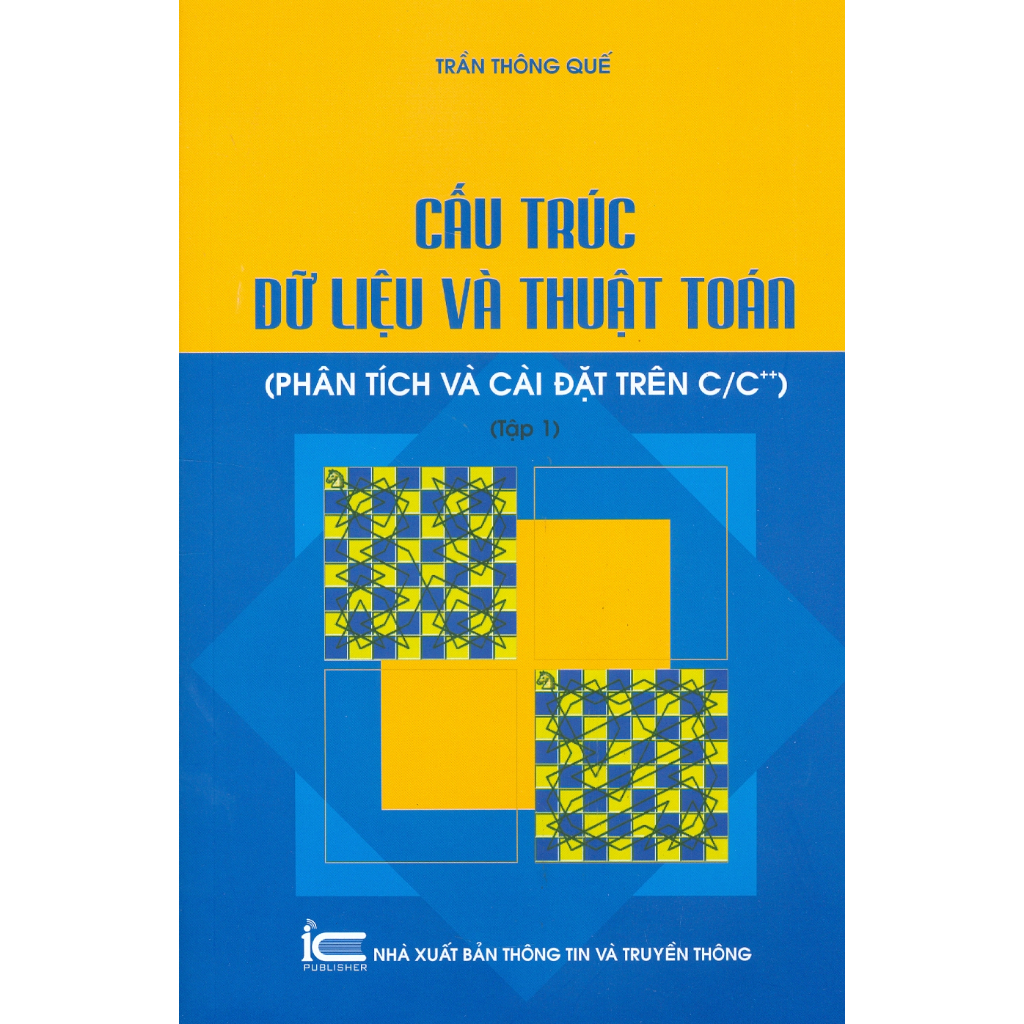 TRẦN THÔNG QUẾ
CẤU TRÚC
DỮ LIỆU VÀ THUẬT TOÁN
(PHÂN TÍCH VÀ CÀI ĐẶT TRÊN C/C++)
(Tập 1)
iC
PUBLISHER
NHÀ XUẤT BẢN THÔNG TIN VÀ TRUYỀN THÔNG